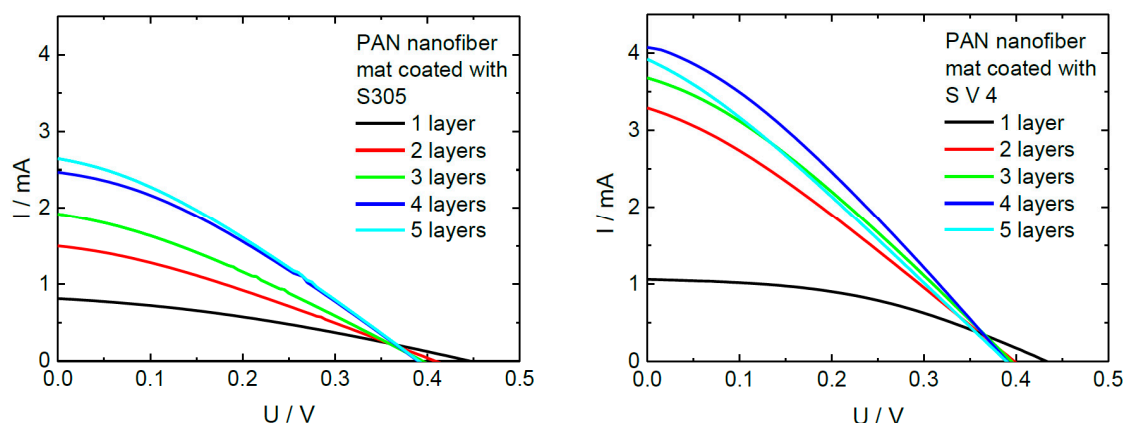 PAN nanofiber
mat coated with
S305
1 layer
2 layers
3 layers
4 layers
5 layers
I / mA
4
3
2
1
0
0.0 0.1 0.2 0.3 0.4 0.5
U / V
PAN nanofiber
mat coated with
S V 4
1 layer
2 layers
3 layers
4 layers
5 layers
I / mA
4
3
2
1
0
0.0 0.1 0.2 0.3 0.4 0.5
U / V